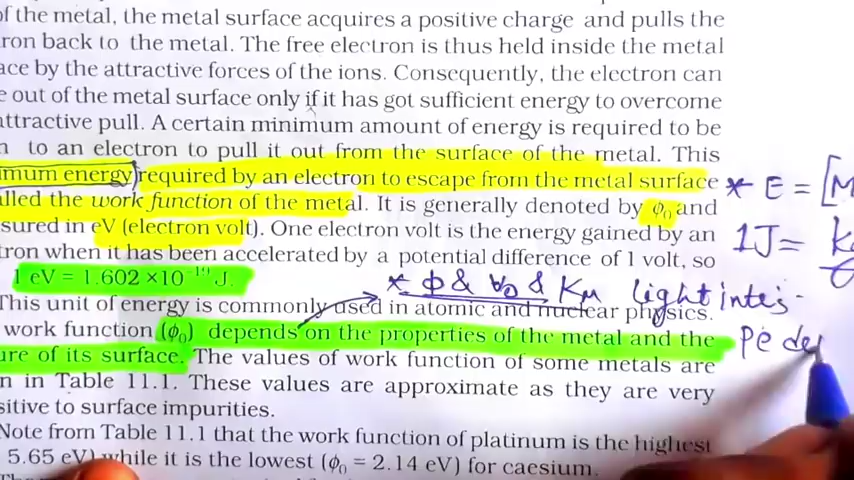 of the metal, the metal surface acquires a positive charge and pulls the
ron back to the metal. The free electron is thus held inside the metal
ace by the attractive forces of the ions. Consequently, the electron can
e out of the metal surface only if it has got sufficient energy to overcome
attractive pull. A certain minimum amount of energy is required to be
n to an electron to pull it out from the surface of the metal. This
imum energy) required by an electron to escape from the metal surface
* E = [M
lled the work function of the metal. It is generally denoted by ϕ₀ and
sured in eV (electron volt). One electron volt is the energy gained by an
1J =
tron when it has been accelerated by a potential difference of 1 volt, so
1 eV = 1.602 ×10⁻¹⁹ J.
* ϕ & & KM light intes.
This unit of energy is commonly used in atomic and nuclear physics.
work function (ϕ₀) depends on the properties of the metal and the
PE de
ure of its surface. The values of work function of some metals are
n in Table 11.1. These values are approximate as they are very
sitive to surface impurities.
Note from Table 11.1 that the work function of platinum is the highest
5.65 eV) while it is the lowest (ϕ₀ = 2.14 eV) for caesium.